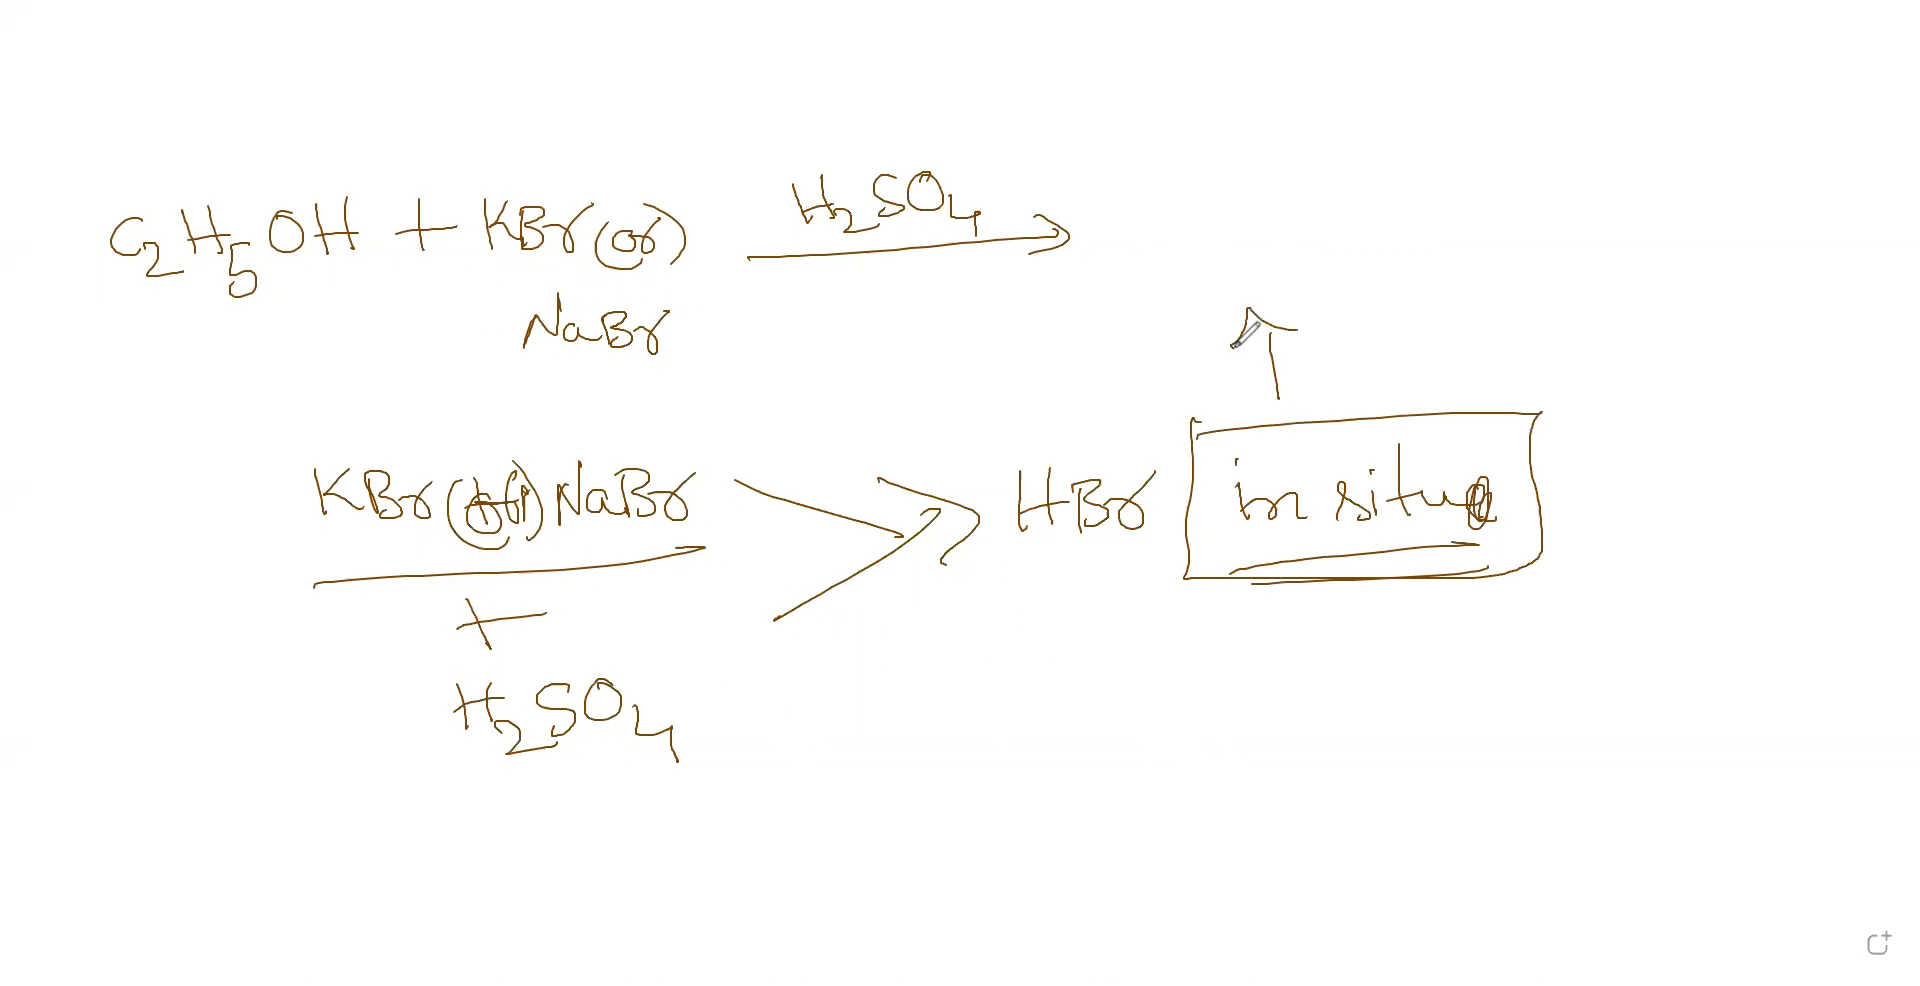 C2H5OH + KBr (or) H2SO4
NaBr
KBr (or) NaBr HBr in situ
+
H2SO4